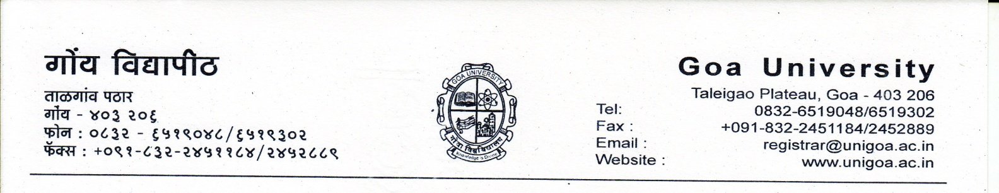 गोंय विद्यापीठ
ताळगांव पठार
गोंय - ४०३ २०६
फोन : ०८३२ - ६५१९०४८/६५१९३०२
फॅक्स : +०९१-८३२-२४५११८४/२४५२८८९
GOA UNIVERSITY
गोंवा विश्वविद्यालय
Knowledge is Divine
Goa University
Taleigao Plateau, Goa - 403 206
Tel: 0832-6519048/6519302
Fax : +091-832-2451184/2452889
Email : registrar@unigoa.ac.in
Website : www.unigoa.ac.in